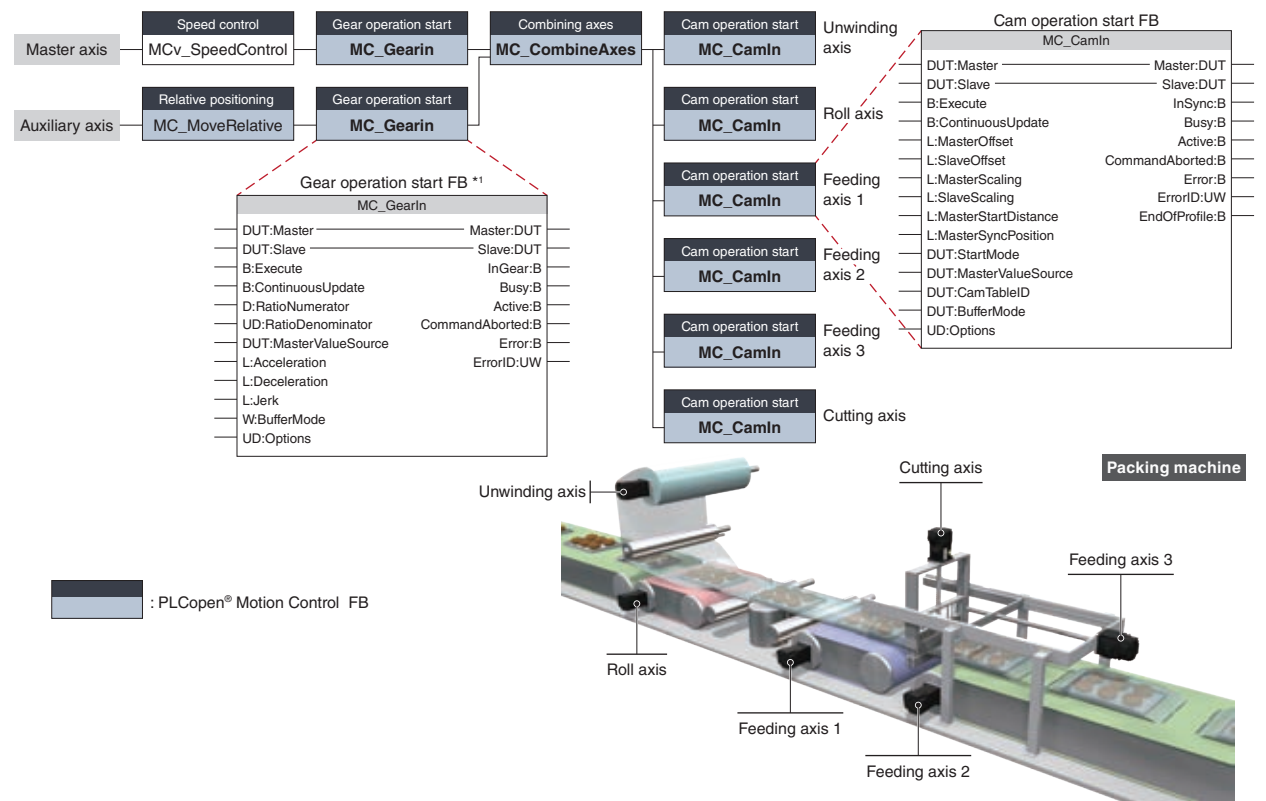 Speed control
MCv_SpeedControl
Gear operation start
MC_Gearin
Combining axes
MC_CombineAxes
Cam operation start
MC_CamIn
Unwinding
axis
Master axis
Relative positioning
MC_MoveRelative
Gear operation start
MC_Gearin
Auxiliary axis
Cam operation start
MC_CamIn
Roll axis
Cam operation start
MC_CamIn
Feeding
axis 1
Cam operation start
MC_CamIn
Feeding
axis 2
Cam operation start
MC_CamIn
Feeding
axis 3
Cam operation start
MC_CamIn
Cutting axis
Cam operation start FB
MC_CamIn
DUT:Master Master:DUT
DUT:Slave Slave:DUT
B:Execute InSync:B
B:ContinuousUpdate Busy:B
L:MasterOffset Active:B
L:SlaveOffset CommandAborted:B
L:MasterScaling Error:B
L:SlaveScaling ErrorID:UW
L:MasterStartDistance EndOfProfile:B
L:MasterSyncPosition
DUT:StartMode
DUT:MasterValueSource
DUT:CamTableID
DUT:BufferMode
UD:Options
Gear operation start FB *1
MC_GearIn
DUT:Master Master:DUT
DUT:Slave Slave:DUT
B:Execute InGear:B
B:ContinuousUpdate Busy:B
D:RatioNumerator Active:B
UD:RatioDenominator CommandAborted:B
DUT:MasterValueSource Error:B
L:Acceleration ErrorID:UW
L:Deceleration
L:Jerk
W:BufferMode
UD:Options
Packing machine
Cutting axis
Unwinding axis
Feeding axis 3
: PLCopen® Motion Control FB
Roll axis
Feeding axis 1
Feeding axis 2